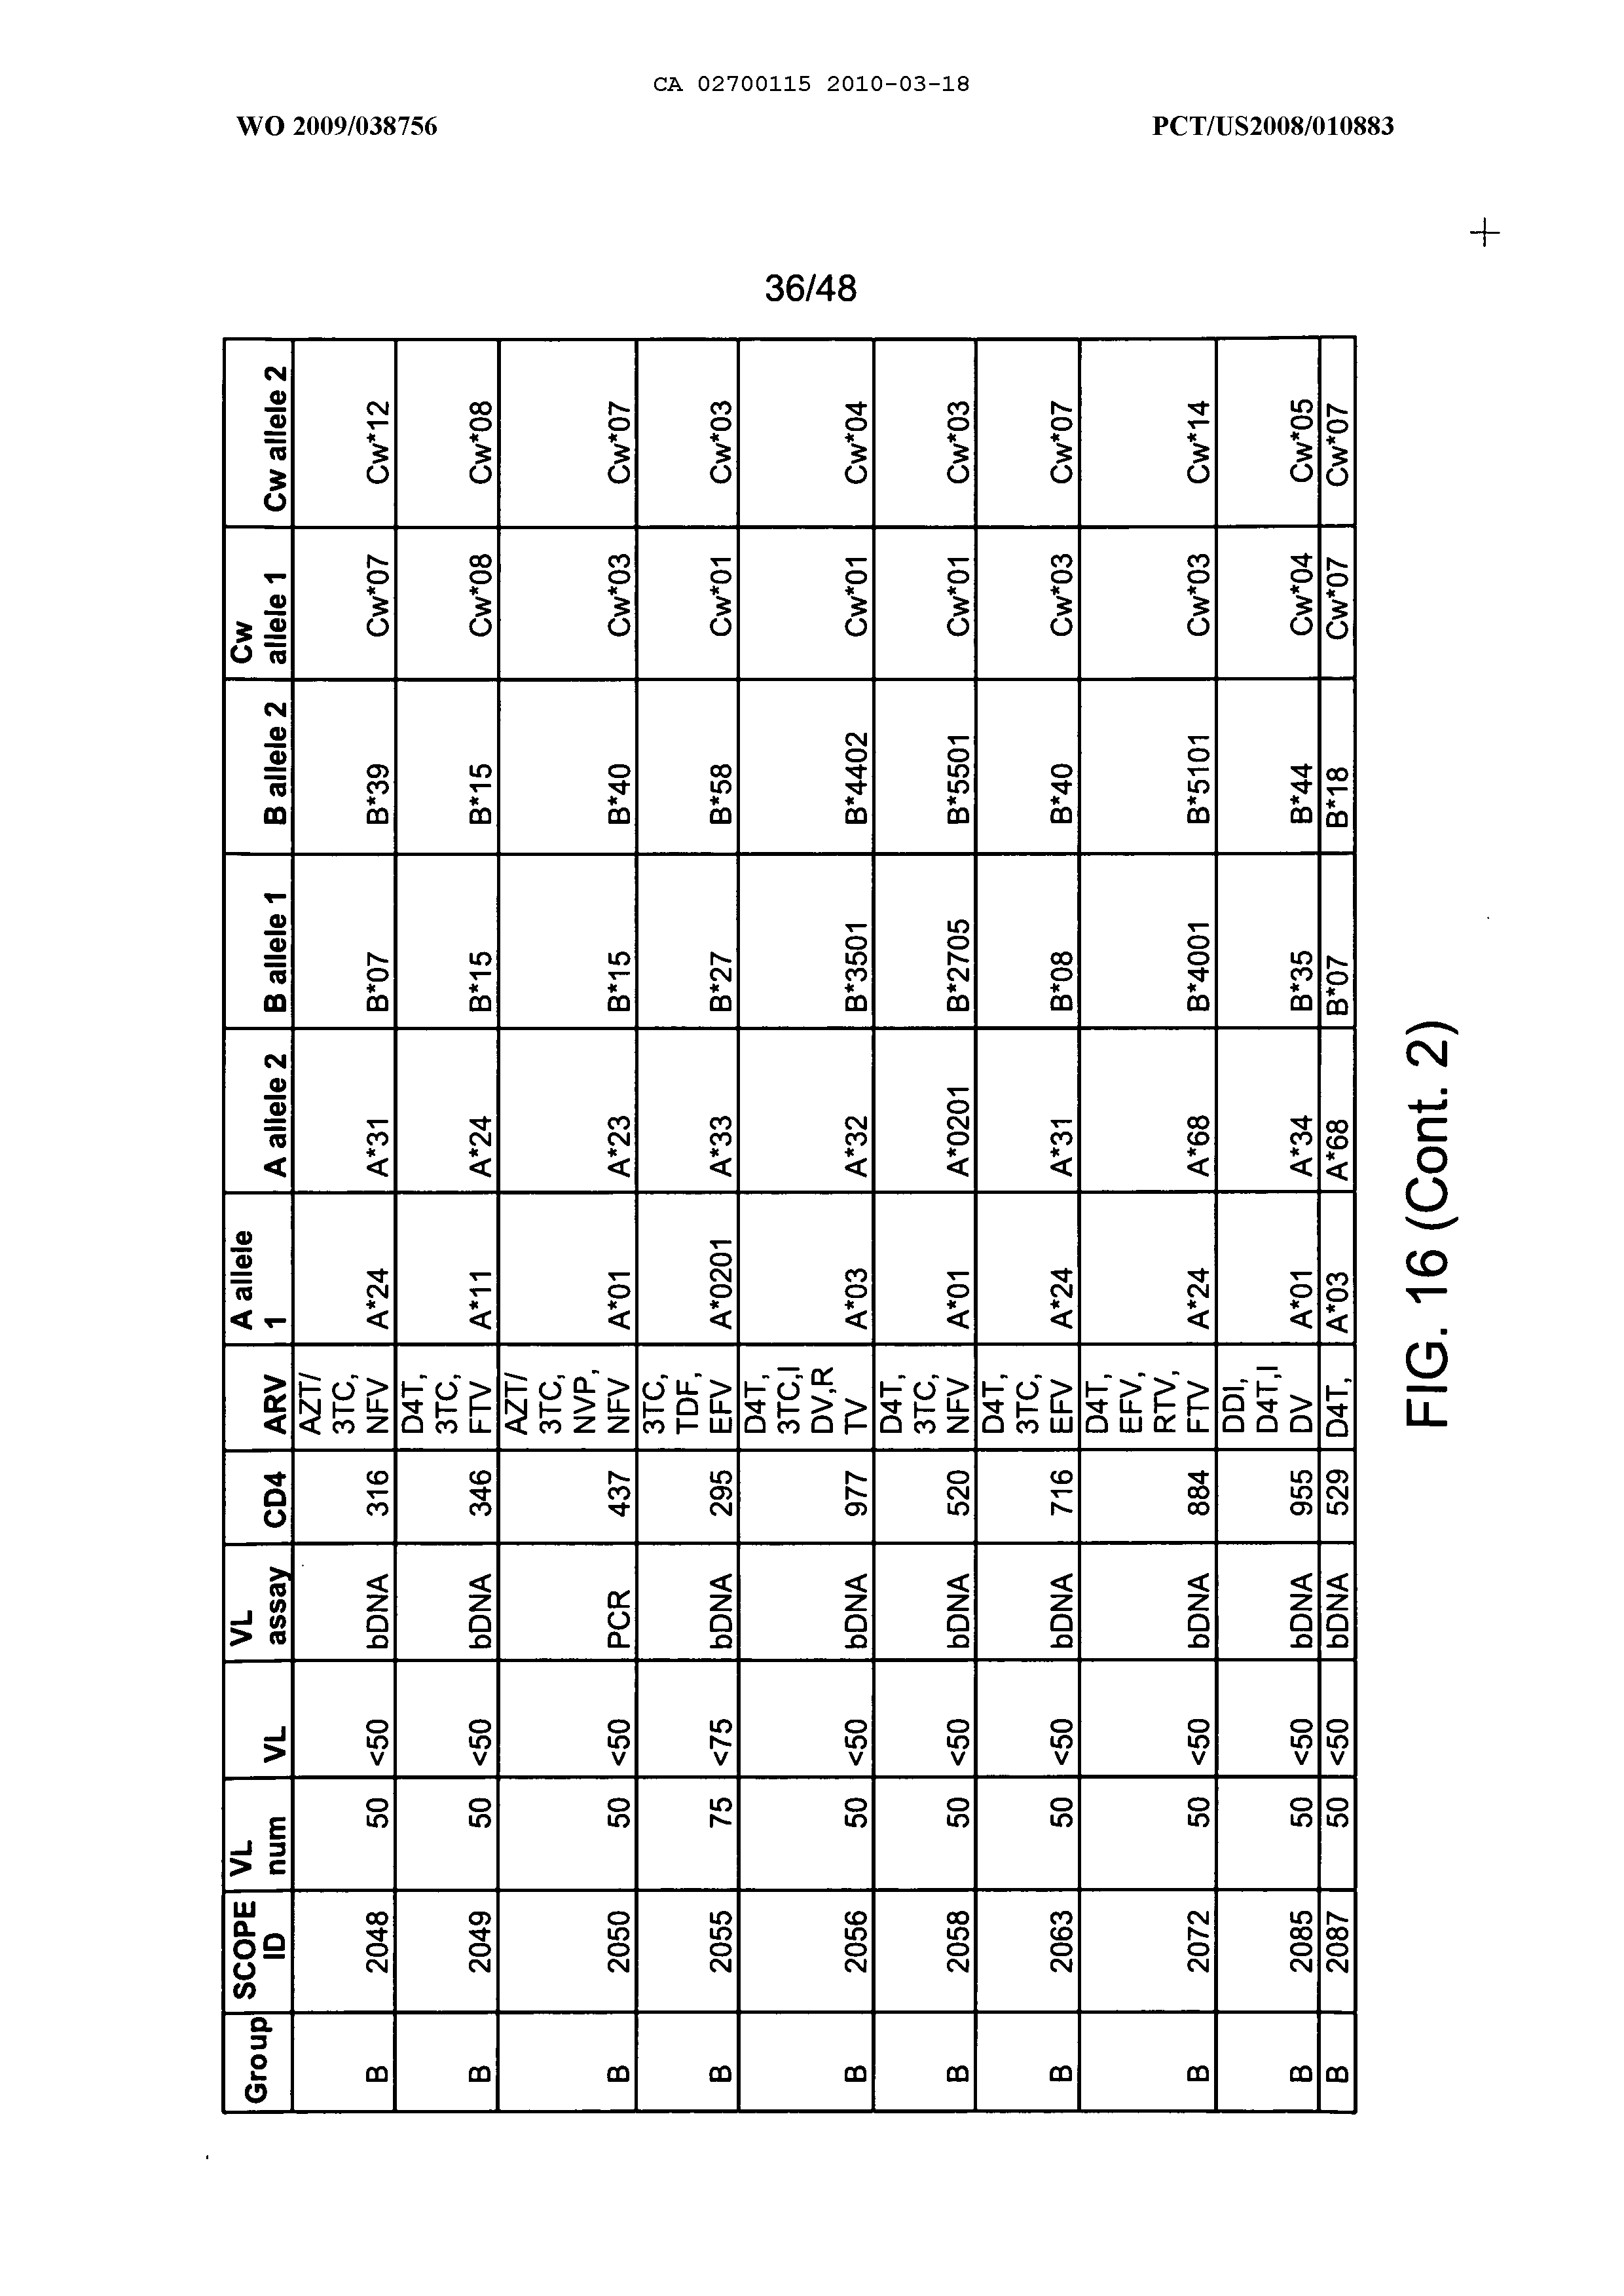 CA 02700115 2010-03-18
WO 2009/038756 PCT/US2008/010883
36/48
Group SCOPE ID VL num VL VL assay CD4 ARV A allele 1 A allele 2 B allele 1 B allele 2 Cw allele 1 Cw allele 2
B 2048 50 <50 bDNA 316 AZT/ 3TC, NFV A*24 A*31 B*07 B*39 Cw*07 Cw*12
B 2049 50 <50 bDNA 346 D4T, 3TC, FTV A*11 A*24 B*15 B*15 Cw*08 Cw*08
B 2050 50 <50 PCR 437 AZT/ 3TC, NVP, NFV A*01 A*23 B*15 B*40 Cw*03 Cw*07
B 2055 75 <75 bDNA 295 3TC, TDF, EFV A*0201 A*33 B*27 B*58 Cw*01 Cw*03
B 2056 50 <50 bDNA 977 D4T, 3TC,I DV,R TV A*03 A*32 B*3501 B*4402 Cw*01 Cw*04
B 2058 50 <50 bDNA 520 D4T, 3TC, NFV A*01 A*0201 B*2705 B*5501 Cw*01 Cw*03
B 2063 50 <50 bDNA 716 D4T, 3TC, EFV A*24 A*31 B*08 B*40 Cw*03 Cw*07
B 2072 50 <50 bDNA 884 D4T, EFV, RTV, FTV A*24 A*68 B*4001 B*5101 Cw*03 Cw*14
B 2085 50 <50 bDNA 955 DDI, D4T,I DV A*01 A*34 B*35 B*44 Cw*04 Cw*05
B 2087 50 <50 bDNA 529 D4T, A*03 A*68 B*07 B*18 Cw*07 Cw*07
FIG. 16 (Cont. 2)